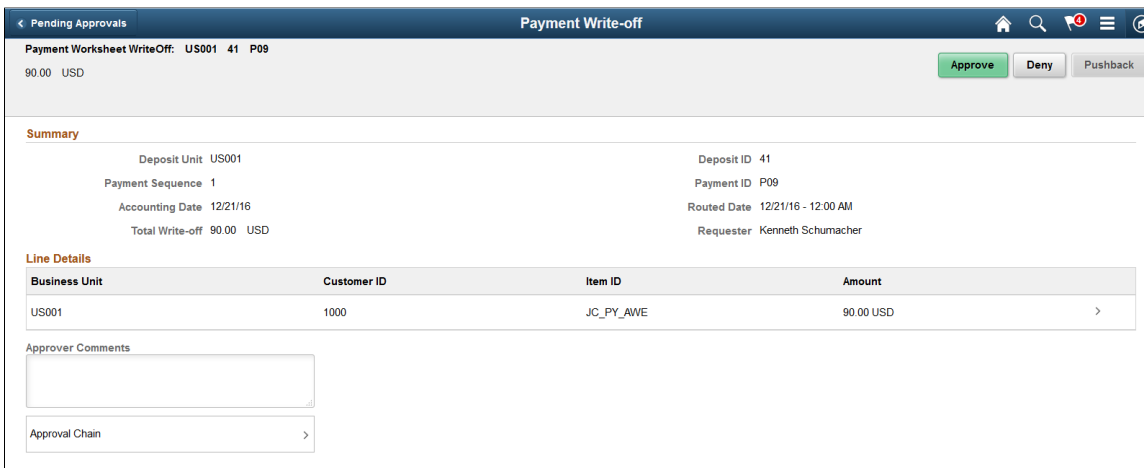 Pending Approvals
Payment Write-off
4
Payment Worksheet WriteOff: US001 41 P09
90.00 USD
Approve
Deny
Pushback
Summary
Deposit Unit US001
Deposit ID 41
Payment Sequence 1
Payment ID P09
Accounting Date 12/21/16
Routed Date 12/21/16 - 12:00 AM
Total Write-off 90.00 USD
Requester Kenneth Schumacher
Line Details
Business Unit Customer ID Item ID Amount
US001 1000 JC_PY_AWE 90.00 USD
Approver Comments
Approval Chain